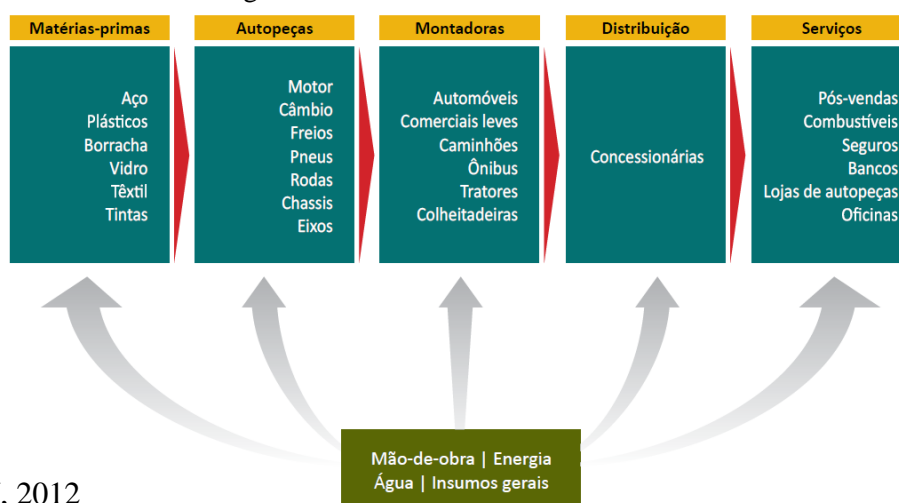 Matérias-primas
Aço
Plásticos
Borracha
Vidro
Têxtil
Tintas
Autopeças
Motor
Câmbio
Freios
Pneus
Rodas
Chassis
Eixos
Montadoras
Automóveis
Comerciais leves
Caminhões
Ônibus
Tratores
Colheitadeiras
Distribuição
Concessionárias
Serviços
Pós-vendas
Combustíveis
Seguros
Bancos
Lojas de autopeças
Oficinas
Mão-de-obra | Energia
Água | Insumos gerais
, 2012